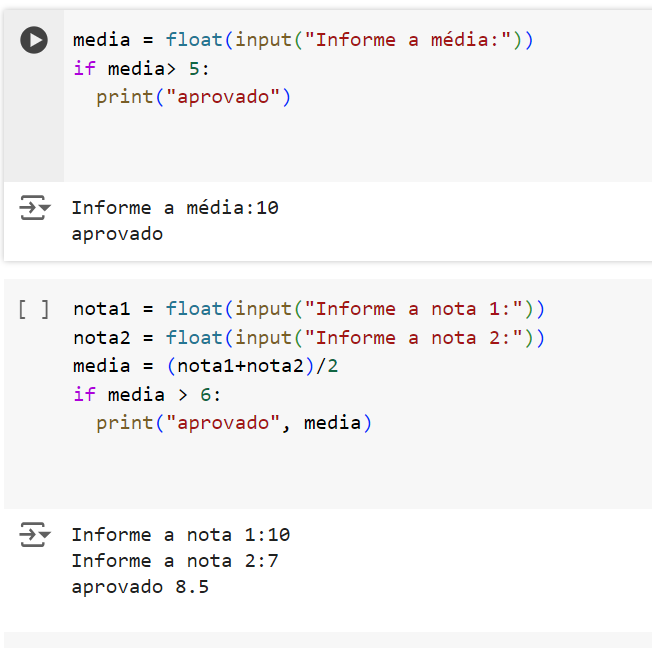 media = float(input("Informe a média:"))
if media> 5:
  print("aprovado")
Informe a média:10
aprovado
[ ]
nota1 = float(input("Informe a nota 1:"))
nota2 = float(input("Informe a nota 2:"))
media = (nota1+nota2)/2
if media > 6:
  print("aprovado", media)
Informe a nota 1:10
Informe a nota 2:7
aprovado 8.5